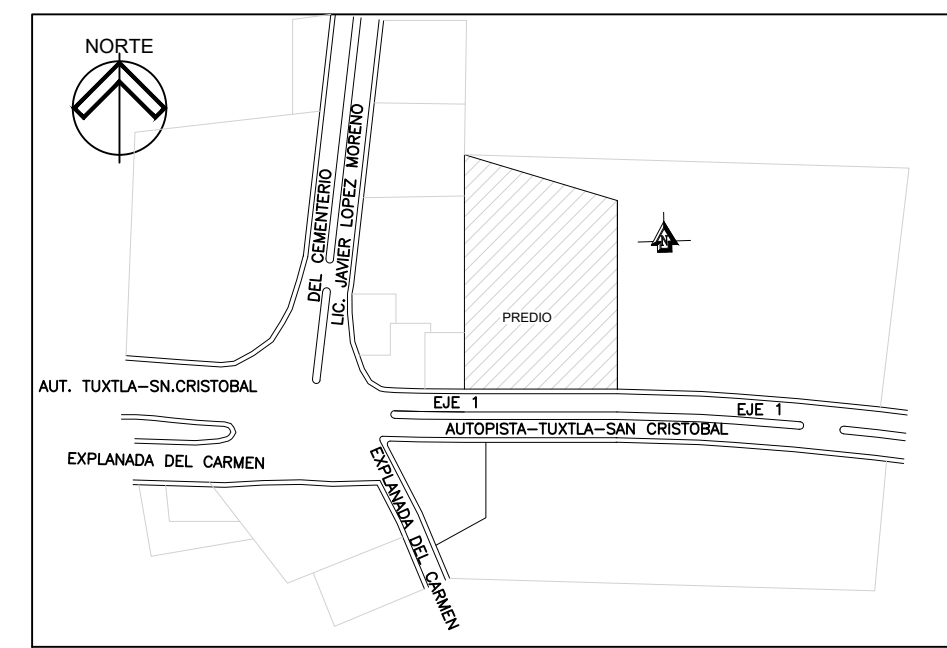 NORTE
DEL CEMENTERIO
LIC. JAVIER LOPEZ MORENO
N
PREDIO
AUT. TUXTLA-SN.CRISTOBAL
EJE 1
EJE 1
AUTOPISTA-TUXTLA-SAN CRISTOBAL
EXPLANADA DEL CARMEN
EXPLANADA DEL CARMEN